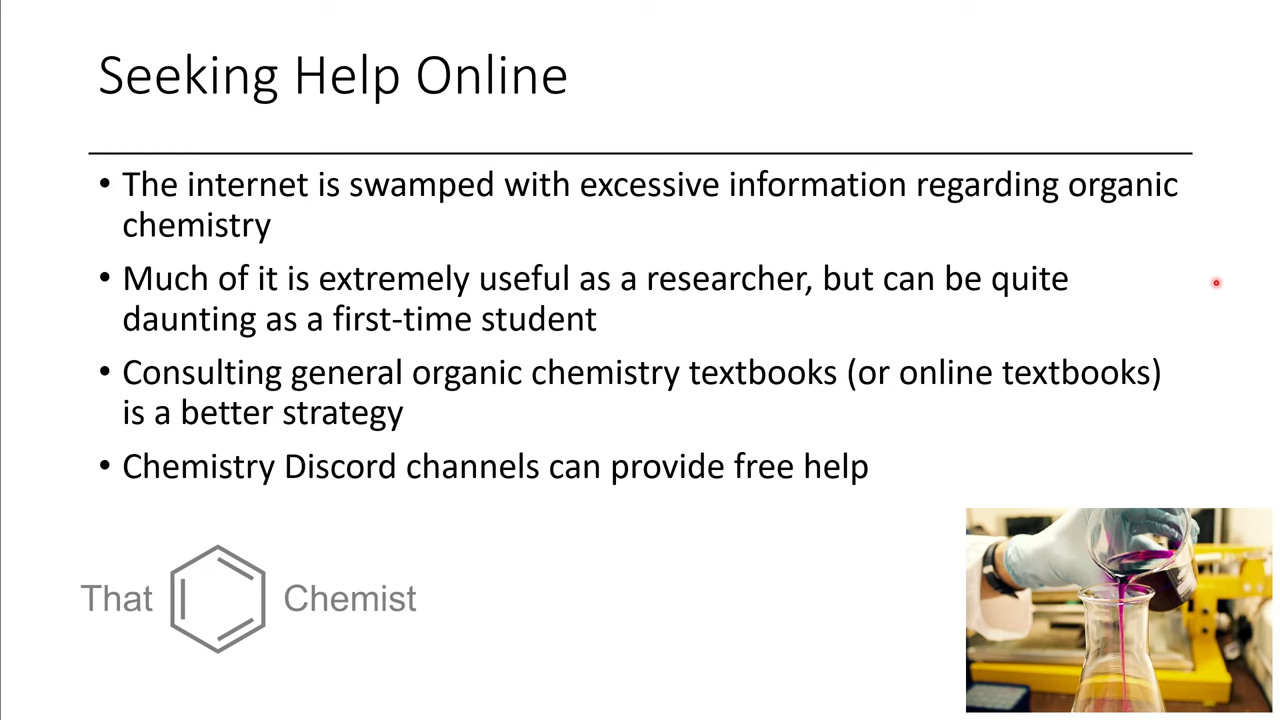 Seeking Help Online
• The internet is swamped with excessive information regarding organic
chemistry
• Much of it is extremely useful as a researcher, but can be quite
daunting as a first-time student
• Consulting general organic chemistry textbooks (or online textbooks)
is a better strategy
• Chemistry Discord channels can provide free help
That Chemist